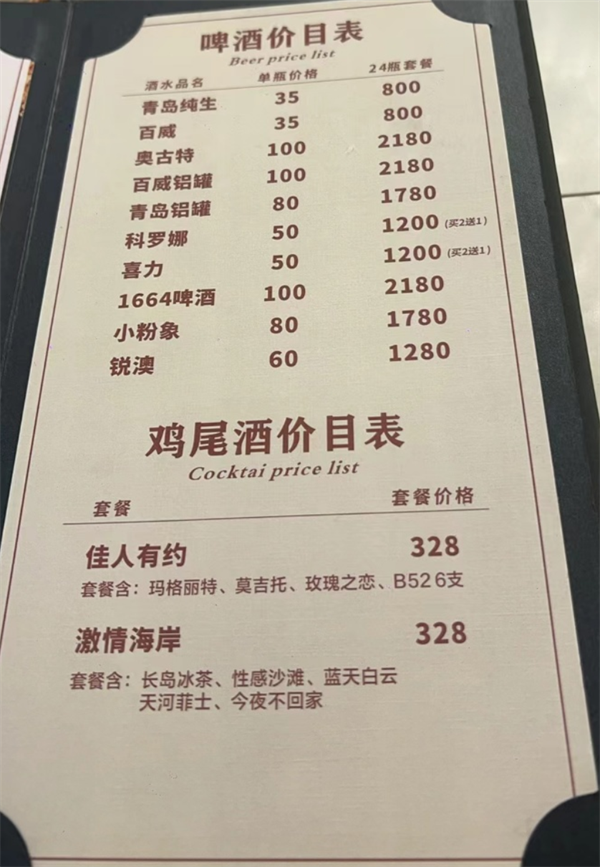 啤酒价目表
Beer price list
酒水品名 单瓶价格 24瓶套餐
青岛纯生 35 800
百威 35 800
奥古特 100 2180
百威铝罐 100 2180
青岛铝罐 80 1780
科罗娜 50 1200 (买2送1)
喜力 50 1200 (买2送1)
1664啤酒 100 2180
小粉象 80 1780
锐澳 60 1280
鸡尾酒价目表
Cocktai price list
套餐 套餐价格
佳人有约 328
套餐含：玛格丽特、莫吉托、玫瑰之恋、B52 6支
激情海岸 328
套餐含：长岛冰茶、性感沙滩、蓝天白云
天河菲士、今夜不回家